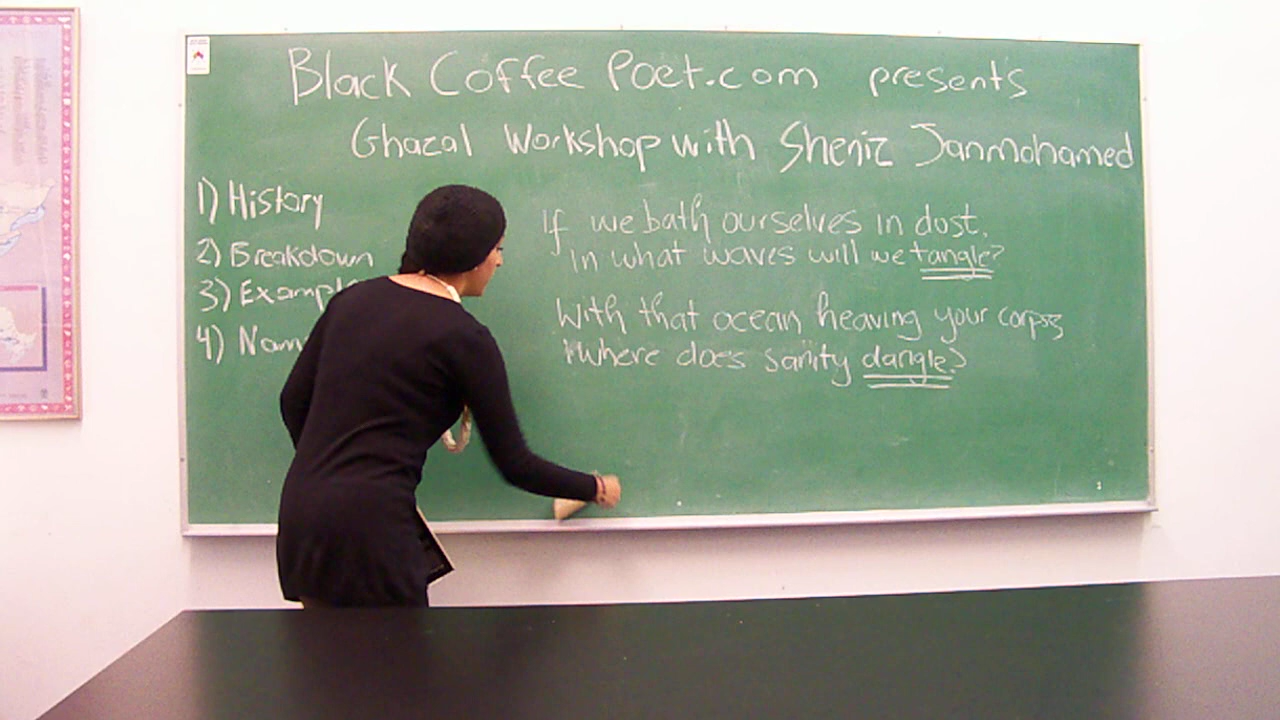 Black Coffee Poet.com presents
Ghazal Workshop with Sheniz Janmohamed
1) History
2) Breakdown
3) Exampl
4) Nam
If we bath ourselves in dust,
In what waves will we tangle?
With that ocean heaving your corpse
Where does sanity dangle?